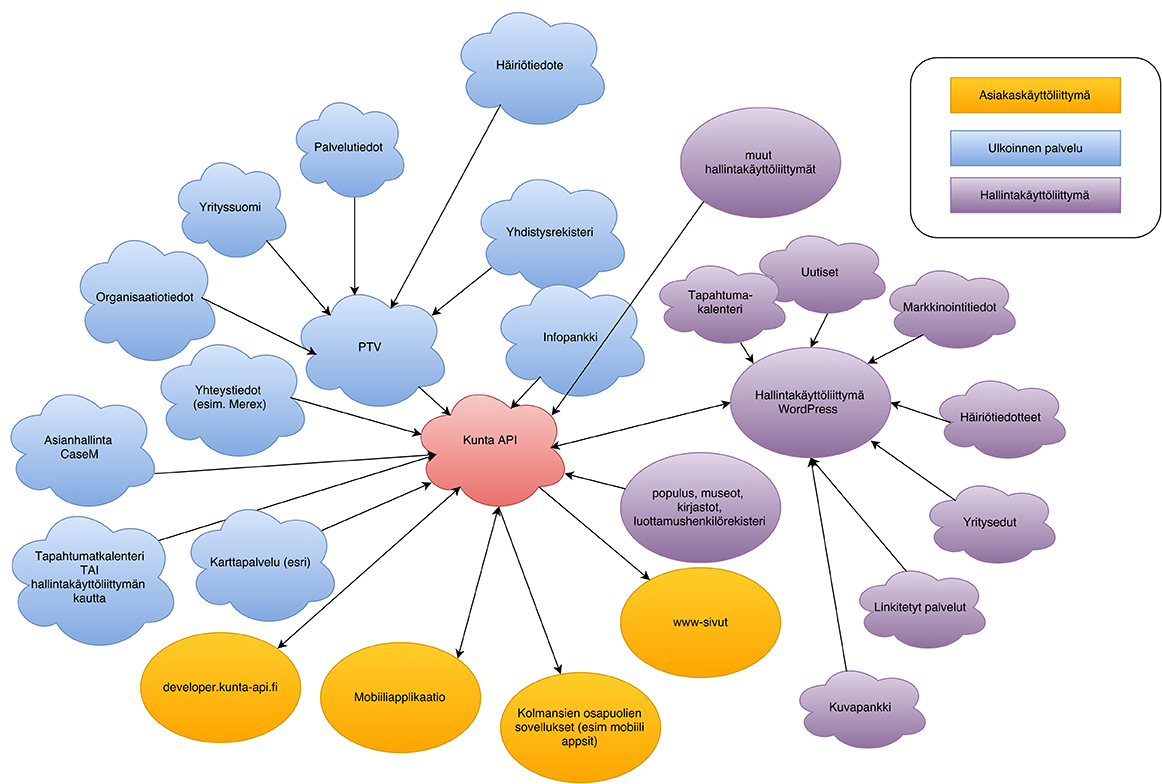 Häiriötiedote
Palvelutiedot
Yrityssuomi
Yhdistysrekisteri
Organisaatiotiedot
PTV
Infopankki
Yhteystiedot
(esim. Merex)
Asianhallinta
CaseM
Kunta API
Tapahtumatkalenteri
TAI
hallintakäyttöliittymän
kautta
Karttapalvelu (esri)
developer.kunta-api.fi
Mobiiliapplikaatio
Kolmansien osapuolien
sovellukset (esim mobiili
appsit)
www-sivut
populus, museot,
kirjastot,
luottamushenkilörekisteri
muut
hallintakäyttöliittymät
Tapahtuma-
kalenteri
Uutiset
Markkinointitiedot
Hallintakäyttöliittymä
WordPress
Häiriötiedotteet
Yritysedut
Linkitetyt palvelut
Kuvapankki
Asiakaskäyttöliittymä
Ulkoinnen palvelu
Hallintakäyttöliittymä